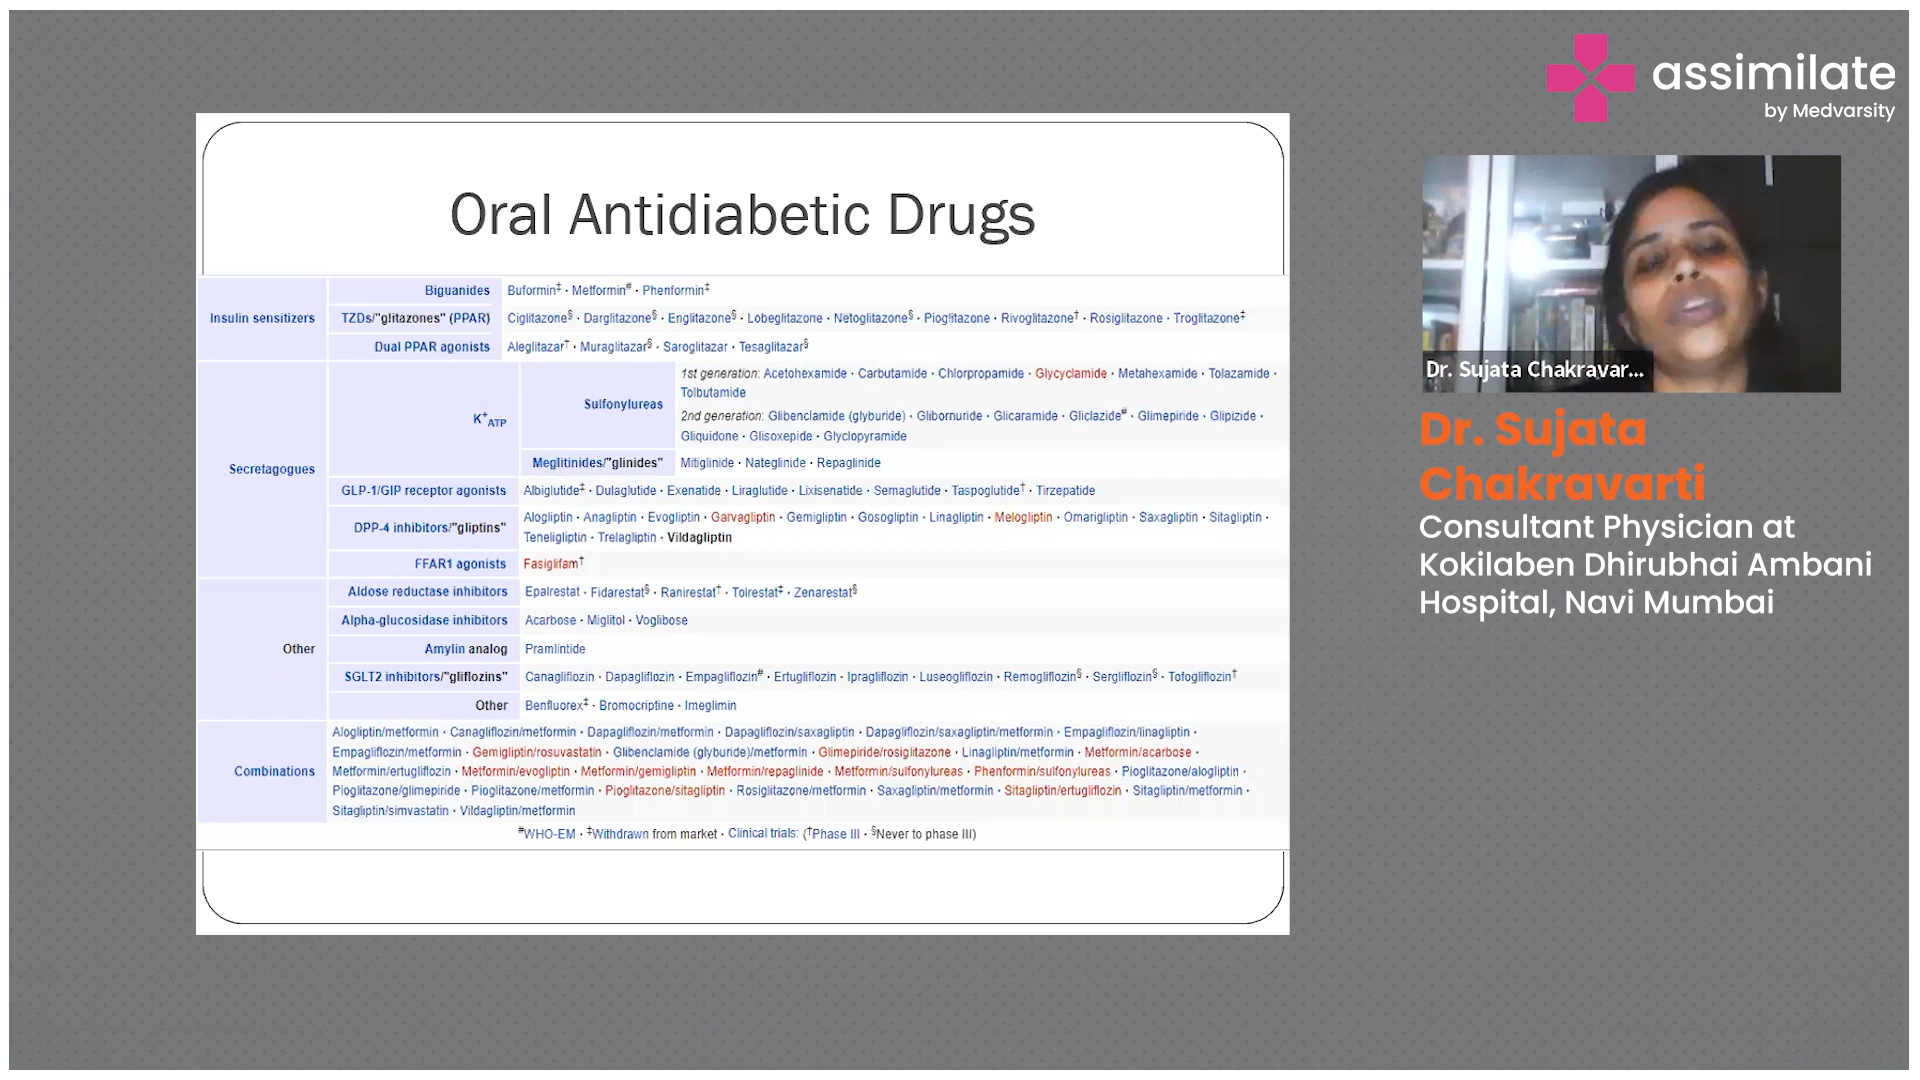 assimilate
by Medvarsity
Oral Antidiabetic Drugs
Insulin sensitizers
Biguanides
Buformin‡ · Metformin# · Phenformin‡
TZDs/"glitazones" (PPAR)
Ciglitazone§ · Darglitazone§ · Englitazone§ · Lobeglitazone · Netoglitazone§ · Pioglitazone · Rivoglitazone† · Rosiglitazone · Troglitazone‡
Dual PPAR agonists
Aleglitazar† · Muraglitazar§ · Saroglitazar · Tesaglitazar§
Secretagogues
K+ATP
Sulfonylureas
1st generation: Acetohexamide · Carbutamide · Chlorpropamide · Glycyclamide · Metahexamide · Tolazamide ·
Tolbutamide
2nd generation: Glibenclamide (glyburide) · Glibornuride · Glicaramide · Gliclazide# · Glimepiride · Glipizide ·
Gliquidone · Glisoxepide · Glyclopyramide
Meglitinides/"glinides"
Mitiglinide · Nateglinide · Repaglinide
GLP-1/GIP receptor agonists
Albiglutide‡ · Dulaglutide · Exenatide · Liraglutide · Lixisenatide · Semaglutide · Taspoglutide† · Tirzepatide
DPP-4 inhibitors/"gliptins"
Alogliptin · Anagliptin · Evogliptin · Garvagliptin · Gemigliptin · Gosogliptin · Linagliptin · Melogliptin · Omarigliptin · Saxagliptin · Sitagliptin ·
Teneligliptin · Trelagliptin · Vildagliptin
FFAR1 agonists
Fasiglifam†
Other
Aldose reductase inhibitors
Epalrestat · Fidarestat§ · Ranirestat† · Tolrestat‡ · Zenarestat§
Alpha-glucosidase inhibitors
Acarbose · Miglitol · Voglibose
Amylin analog
Pramlintide
SGLT2 inhibitors/"gliflozins"
Canagliflozin · Dapagliflozin · Empagliflozin# · Ertugliflozin · Ipragliflozin · Luseogliflozin · Remogliflozin§ · Sergliflozin§ · Tofogliflozin†
Other
Benfluorex‡ · Bromocriptine · Imeglimin
Combinations
Alogliptin/metformin · Canagliflozin/metformin · Dapagliflozin/metformin · Dapagliflozin/saxagliptin · Dapagliflozin/saxagliptin/metformin · Empagliflozin/linagliptin ·
Empagliflozin/metformin · Gemigliptin/rosuvastatin · Glibenclamide (glyburide)/metformin · Glimepiride/rosiglitazone · Linagliptin/metformin · Metformin/acarbose ·
Metformin/ertugliflozin · Metformin/evogliptin · Metformin/gemigliptin · Metformin/repaglinide · Metformin/sulfonylureas · Phenformin/sulfonylureas · Pioglitazone/alogliptin ·
Pioglitazone/glimepiride · Pioglitazone/metformin · Pioglitazone/sitagliptin · Rosiglitazone/metformin · Saxagliptin/metformin · Sitagliptin/ertugliflozin · Sitagliptin/metformin ·
Sitagliptin/simvastatin · Vildagliptin/metformin
#WHO-EM · ‡Withdrawn from market · Clinical trials: (†Phase III · §Never to phase III)
Dr. Sujata Chakravar...
Dr. Sujata
Chakravarti
Consultant Physician at
Kokilaben Dhirubhai Ambani
Hospital, Navi Mumbai